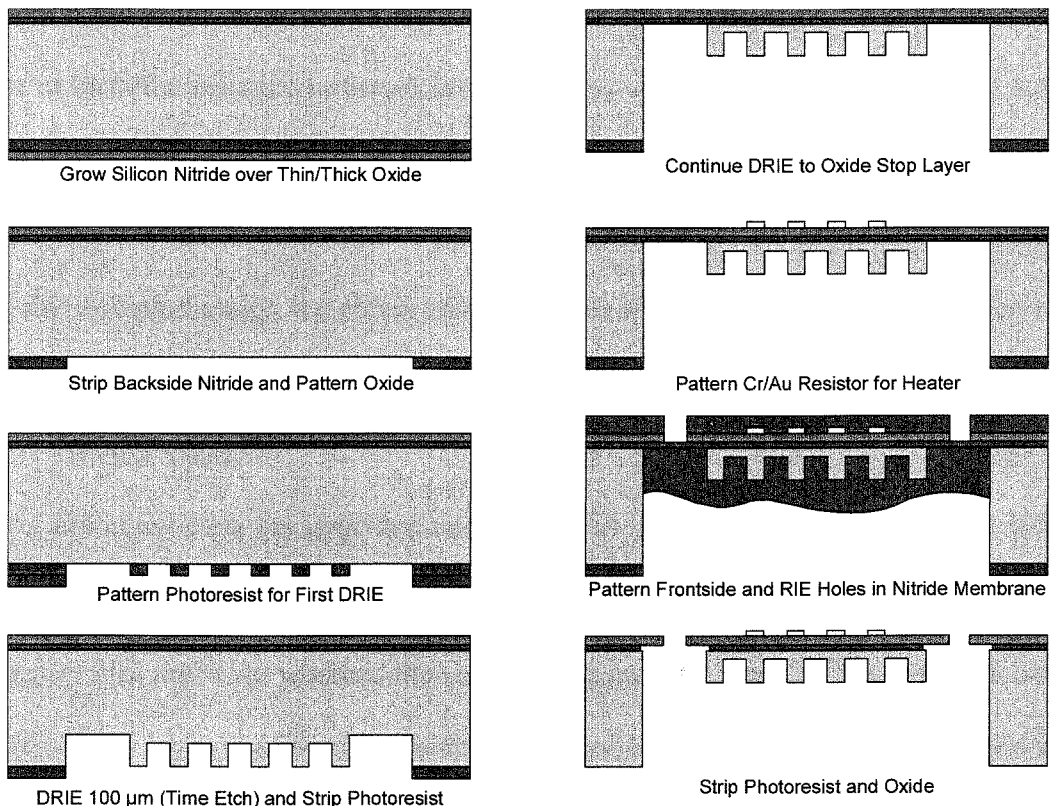 Grow Silicon Nitride over Thin/Thick Oxide
Strip Backside Nitride and Pattern Oxide
Pattern Photoresist for First DRIE
DRIE 100 µm (Time Etch) and Strip Photoresist
Continue DRIE to Oxide Stop Layer
Pattern Cr/Au Resistor for Heater
Pattern Frontside and RIE Holes in Nitride Membrane
Strip Photoresist and Oxide